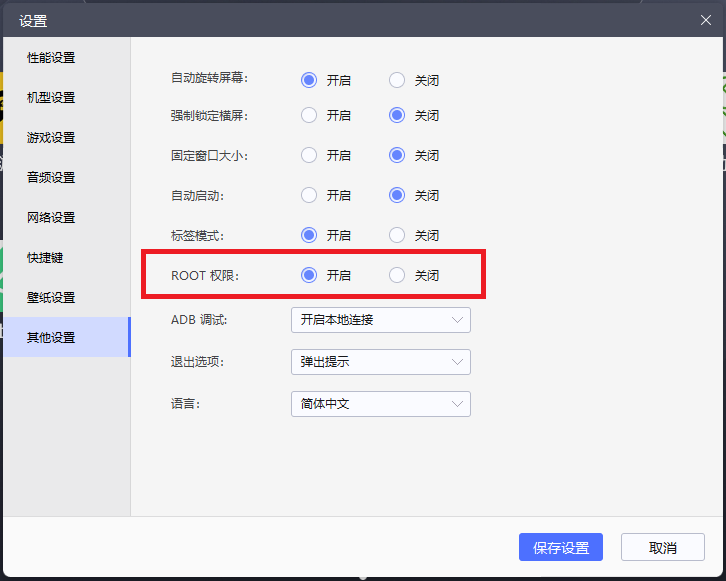 设置
性能设置
机型设置
游戏设置
音频设置
网络设置
快捷键
壁纸设置
其他设置
自动旋转屏幕: 开启 关闭
强制锁定横屏: 开启 关闭
固定窗口大小: 开启 关闭
自动启动: 开启 关闭
标签模式: 开启 关闭
ROOT 权限: 开启 关闭
ADB 调试: 开启本地连接
退出选项: 弹出提示
语言: 简体中文
保存设置 取消